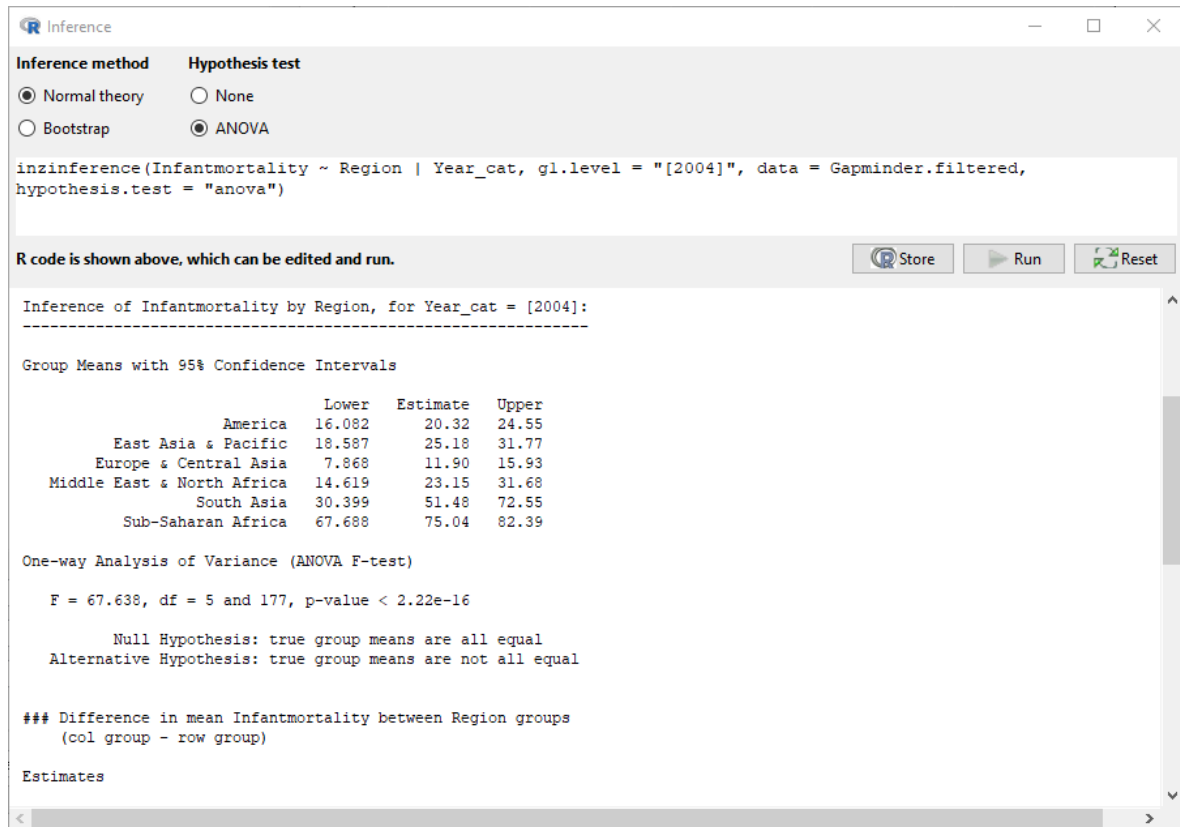 Inference
Inference method Hypothesis test
Normal theory None
Bootstrap ANOVA
inzinference(Infantmortality ~ Region | Year_cat, g1.level = "[2004]", data = Gapminder.filtered,
hypothesis.test = "anova")
R code is shown above, which can be edited and run. Store Run Reset
Inference of Infantmortality by Region, for Year_cat = [2004]:
--------------------------------------------------------------
Group Means with 95% Confidence Intervals
Lower Estimate Upper
America 16.082 20.32 24.55
East Asia & Pacific 18.587 25.18 31.77
Europe & Central Asia 7.868 11.90 15.93
Middle East & North Africa 14.619 23.15 31.68
South Asia 30.399 51.48 72.55
Sub-Saharan Africa 67.688 75.04 82.39
One-way Analysis of Variance (ANOVA F-test)
F = 67.638, df = 5 and 177, p-value < 2.22e-16
Null Hypothesis: true group means are all equal
Alternative Hypothesis: true group means are not all equal
### Difference in mean Infantmortality between Region groups
(col group - row group)
Estimates